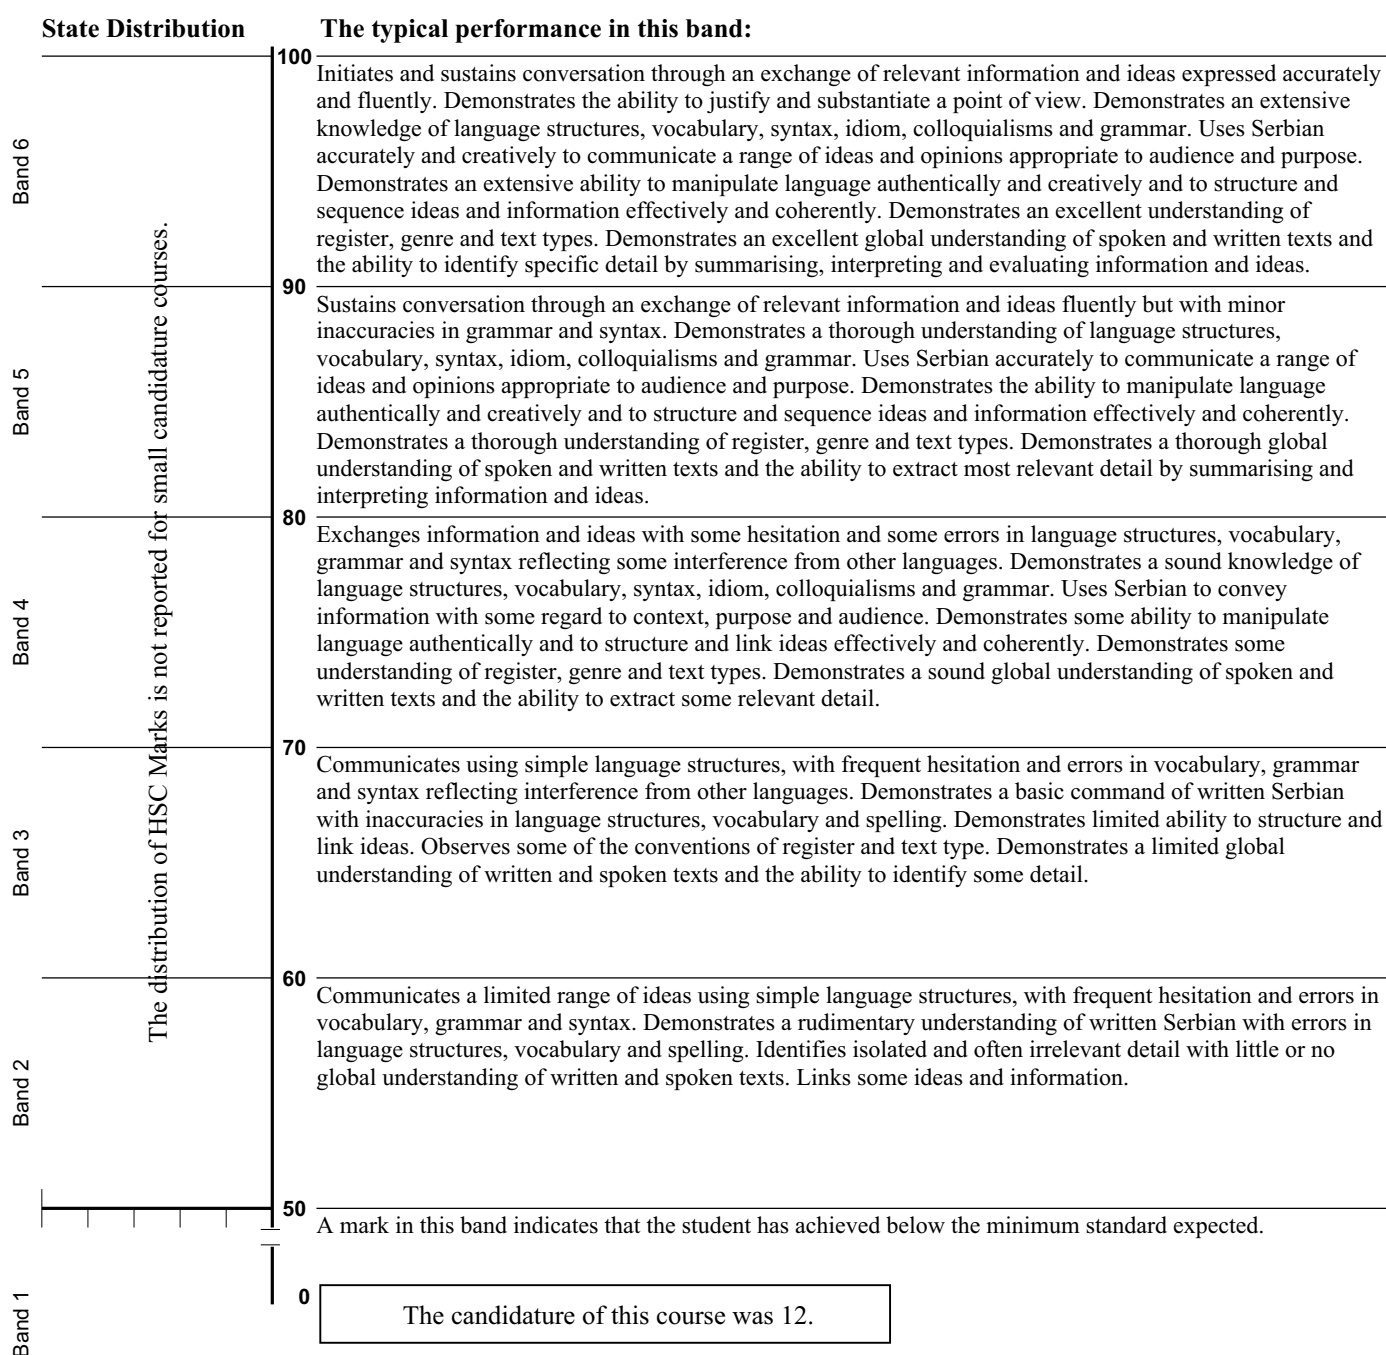 State Distribution
The typical performance in this band:
100
Band 6
Initiates and sustains conversation through an exchange of relevant information and ideas expressed accurately
and fluently. Demonstrates the ability to justify and substantiate a point of view. Demonstrates an extensive
knowledge of language structures, vocabulary, syntax, idiom, colloquialisms and grammar. Uses Serbian
accurately and creatively to communicate a range of ideas and opinions appropriate to audience and purpose.
Demonstrates an extensive ability to manipulate language authentically and creatively and to structure and
sequence ideas and information effectively and coherently. Demonstrates an excellent understanding of
register, genre and text types. Demonstrates an excellent global understanding of spoken and written texts and
the ability to identify specific detail by summarising, interpreting and evaluating information and ideas.
90
Band 5
Sustains conversation through an exchange of relevant information and ideas fluently but with minor
inaccuracies in grammar and syntax. Demonstrates a thorough understanding of language structures,
vocabulary, syntax, idiom, colloquialisms and grammar. Uses Serbian accurately to communicate a range of
ideas and opinions appropriate to audience and purpose. Demonstrates the ability to manipulate language
authentically and creatively and to structure and sequence ideas and information effectively and coherently.
Demonstrates a thorough understanding of register, genre and text types. Demonstrates a thorough global
understanding of spoken and written texts and the ability to extract most relevant detail by summarising and
interpreting information and ideas.
80
Band 4
Exchanges information and ideas with some hesitation and some errors in language structures, vocabulary,
grammar and syntax reflecting some interference from other languages. Demonstrates a sound knowledge of
language structures, vocabulary, syntax, idiom, colloquialisms and grammar. Uses Serbian to convey
information with some regard to context, purpose and audience. Demonstrates some ability to manipulate
language authentically and to structure and link ideas effectively and coherently. Demonstrates some
understanding of register, genre and text types. Demonstrates a sound global understanding of spoken and
written texts and the ability to extract some relevant detail.
70
Band 3
Communicates using simple language structures, with frequent hesitation and errors in vocabulary, grammar
and syntax reflecting interference from other languages. Demonstrates a basic command of written Serbian
with inaccuracies in language structures, vocabulary and spelling. Demonstrates limited ability to structure and
link ideas. Observes some of the conventions of register and text type. Demonstrates a limited global
understanding of written and spoken texts and the ability to identify some detail.
60
Band 2
Communicates a limited range of ideas using simple language structures, with frequent hesitation and errors in
vocabulary, grammar and syntax. Demonstrates a rudimentary understanding of written Serbian with errors in
language structures, vocabulary and spelling. Identifies isolated and often irrelevant detail with little or no
global understanding of written and spoken texts. Links some ideas and information.
50
A mark in this band indicates that the student has achieved below the minimum standard expected.
0
Band 1
The candidature of this course was 12.
The distribution of HSC Marks is not reported for small candidature courses.